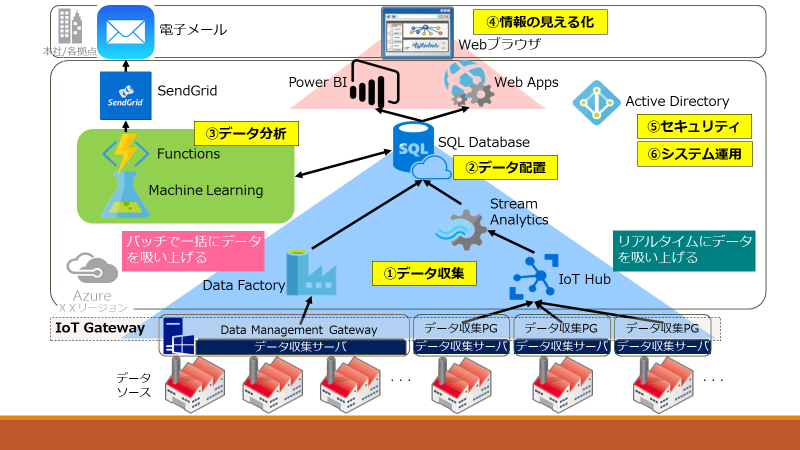 ④情報の見える化
電子メール
本社/各拠点
Webブラウザ
SendGrid
SendGrid
Power BI
Web Apps
Active Directory
③データ分析
⑤セキュリティ
Functions
SQL
SQL Database
⑥システム運用
②データ配置
Machine Learning
Stream
Analytics
バッチで一括にデータ
を吸い上げる
リアルタイムにデータ
を吸い上げる
①データ収集
Data Factory
IoT Hub
Azure
ＸＸリージョン
IoT Gateway
Data Management Gateway
データ収集PG
データ収集PG
データ収集PG
データ収集サーバ
データ収集サーバ
データ収集サーバ
データ収集サーバ
データ
ソース
・・・
・・・